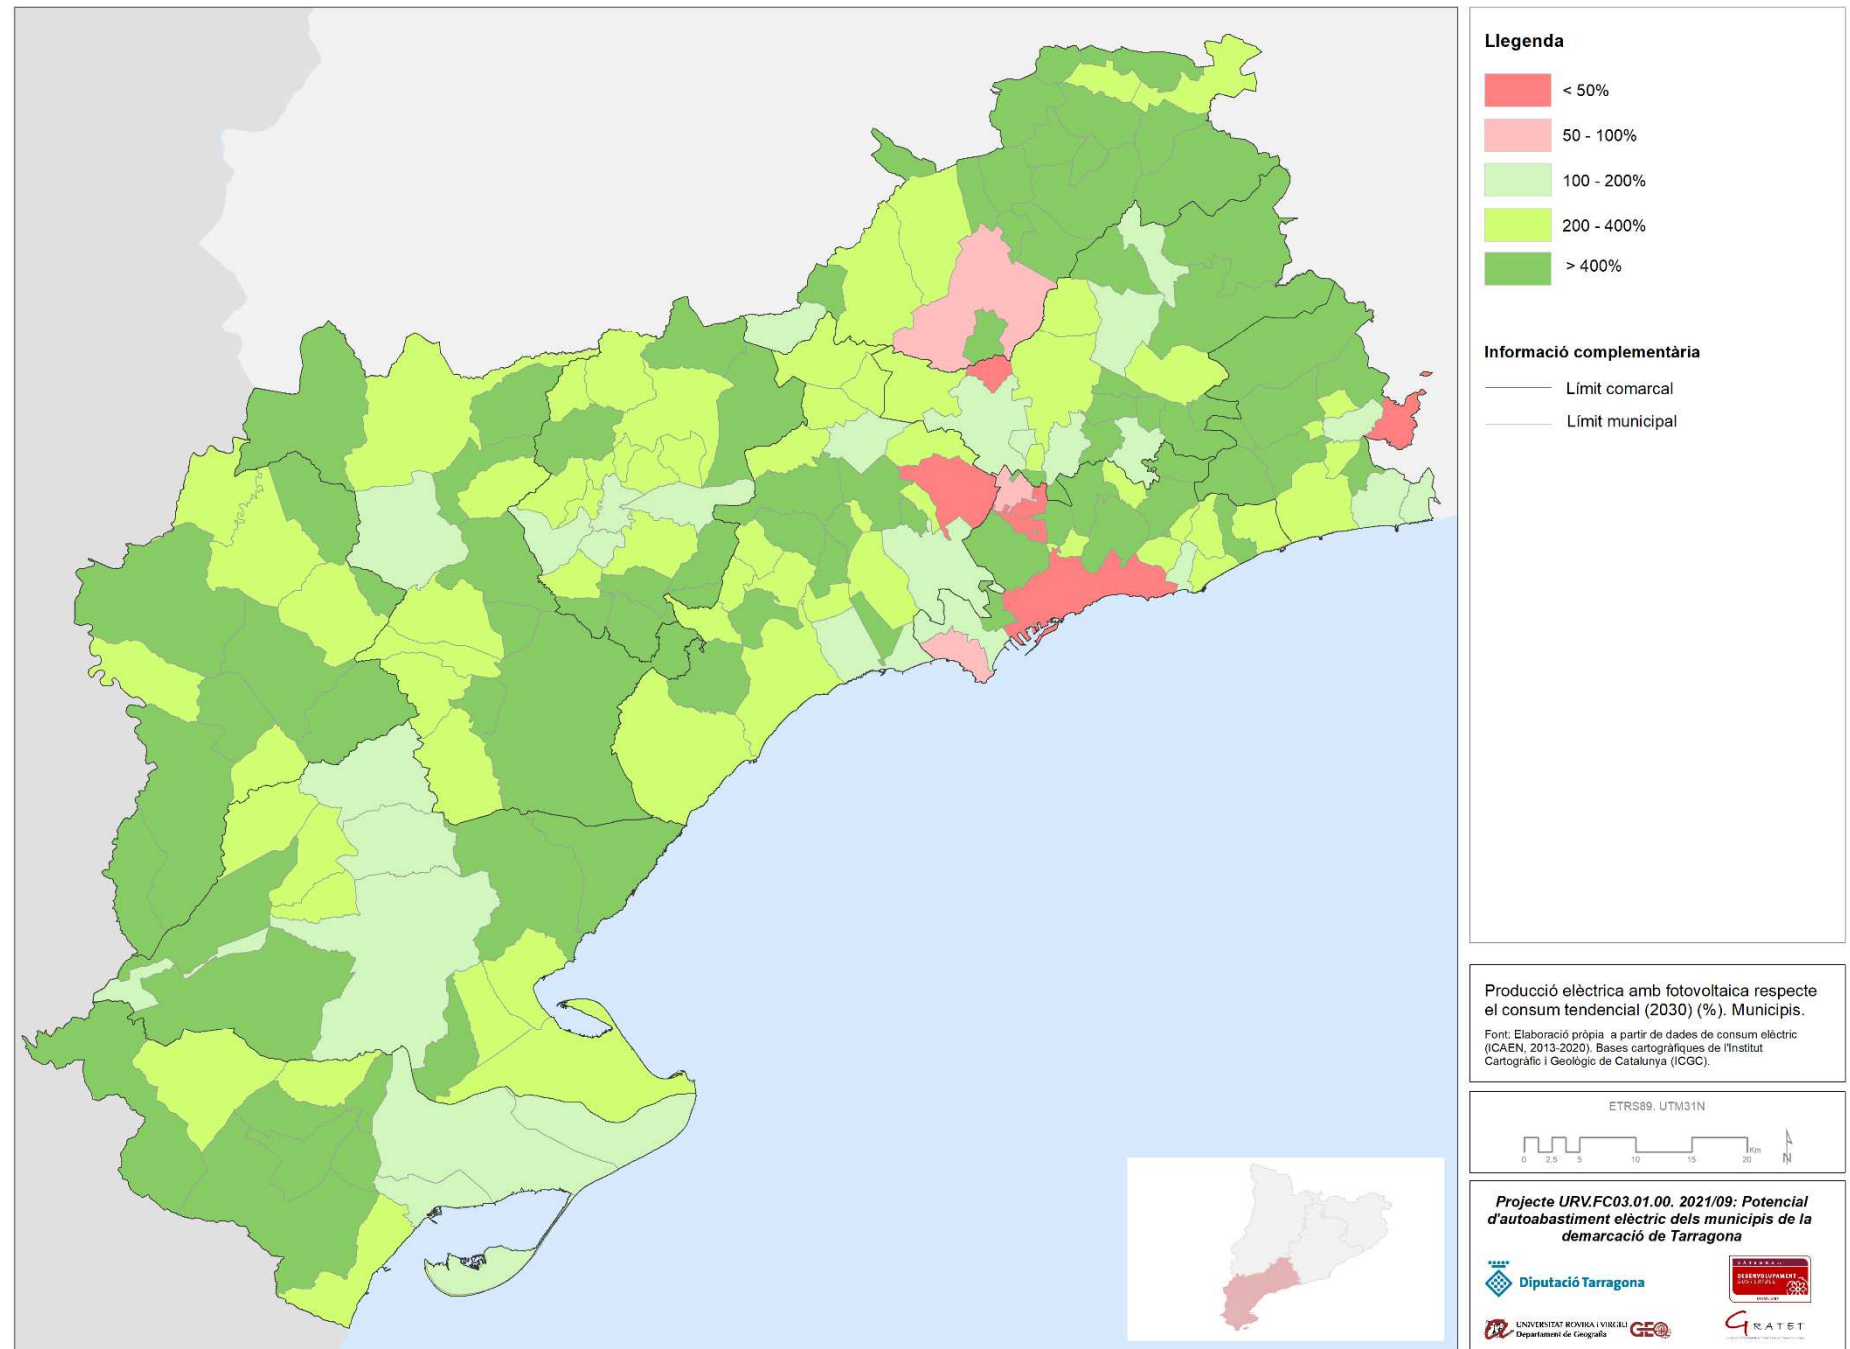 Llegenda
< 50%
50 - 100%
100 - 200%
200 - 400%
> 400%
Informació complementària
Límit comarcal
Límit municipal
Producció elèctrica amb fotovoltaica respecte
el consum tendencial (2030) (%). Municipis.
Font: Elaboració pròpia a partir de dades de consum elèctric
(ICAEN, 2013-2020). Bases cartogràfiques de l'Institut
Cartogràfic i Geològic de Catalunya (ICGC).
ETRS89. UTM31N
0 2,5 5 10 15 20 Km
N
Projecte URV.FC03.01.00. 2021/09: Potencial
d'autoabastiment elèctric dels municipis de la
demarcació de Tarragona
Diputació Tarragona
DESENVOLUPAMENT
UNIVERSITAT ROVIRA i VIRGILI
Departament de Geografia
GEO
GRATET